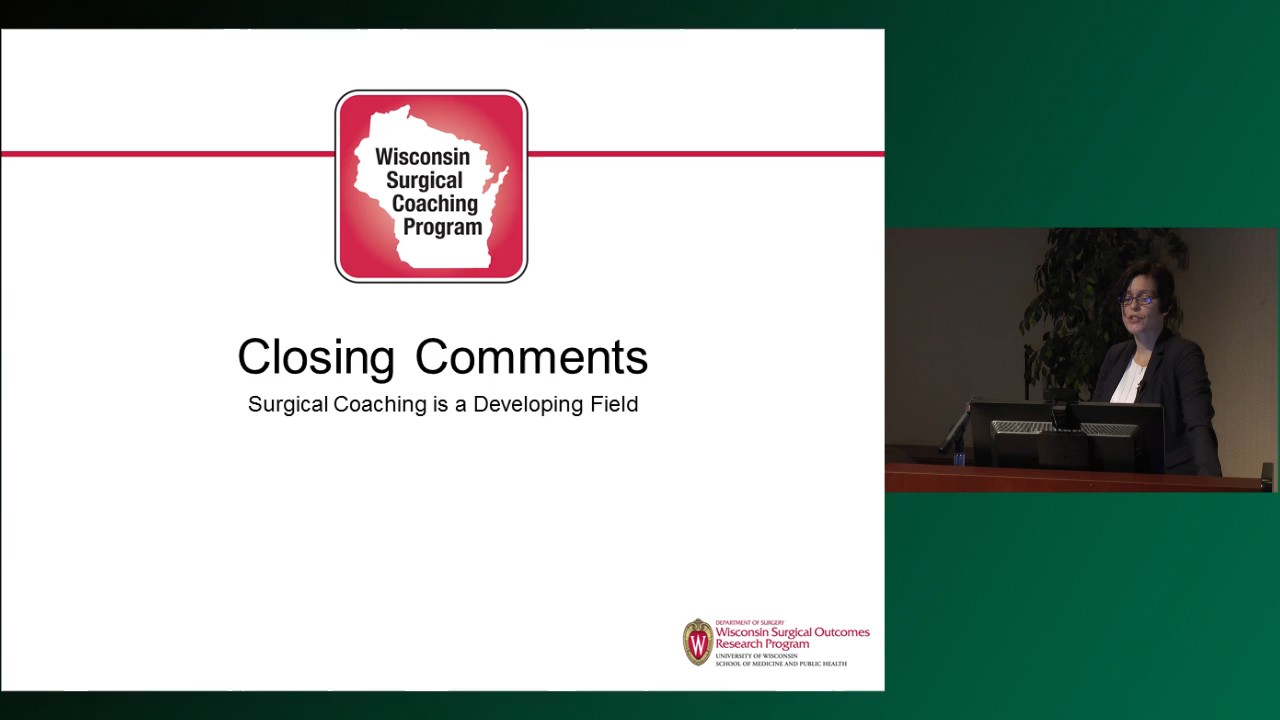 Wisconsin
Surgical
Coaching
Program
Closing Comments
Surgical Coaching is a Developing Field
W
DEPARTMENT OF SURGERY
Wisconsin Surgical Outcomes
Research Program
UNIVERSITY OF WISCONSIN
SCHOOL OF MEDICINE AND PUBLIC HEALTH